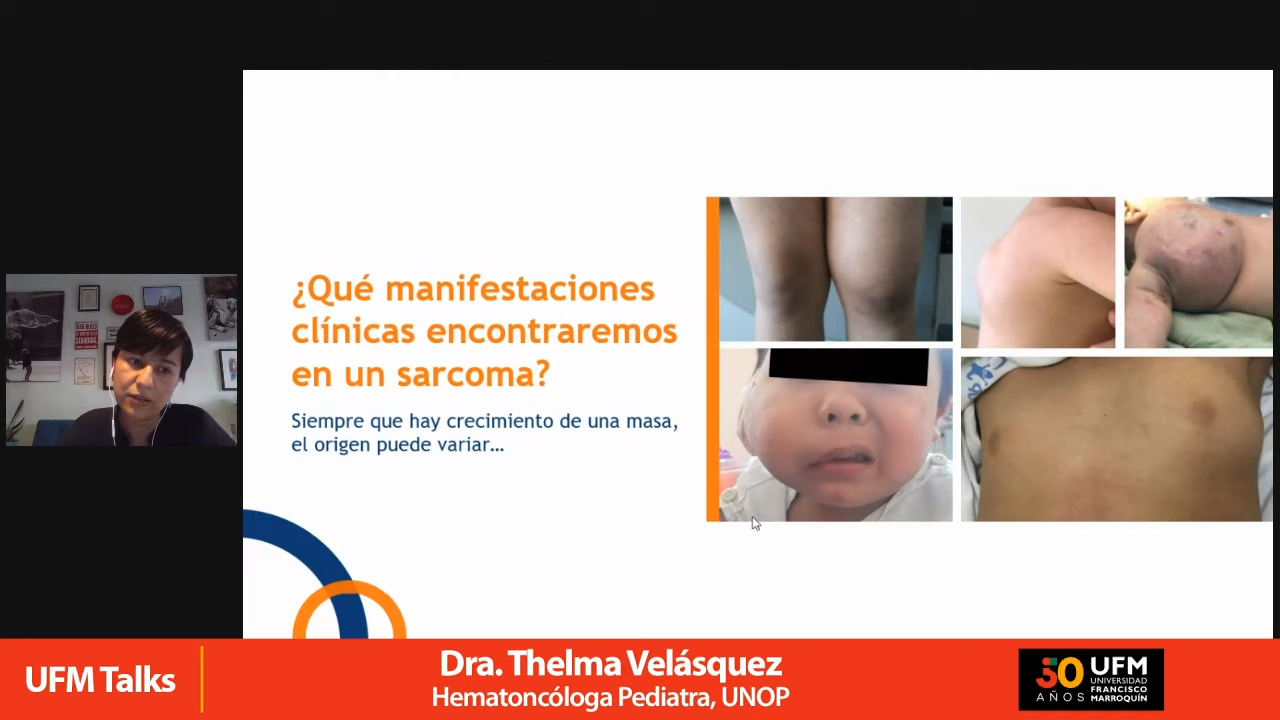 ¿Qué manifestaciones
clínicas encontraremos
en un sarcoma?
Siempre que hay crecimiento de una masa,
el origen puede variar...
UFM Talks
Dra. Thelma Velásquez
Hematoncóloga Pediatra, UNOP
50
AÑOS
UFM
UNIVERSIDAD
FRANCISCO
MARROQUÍN